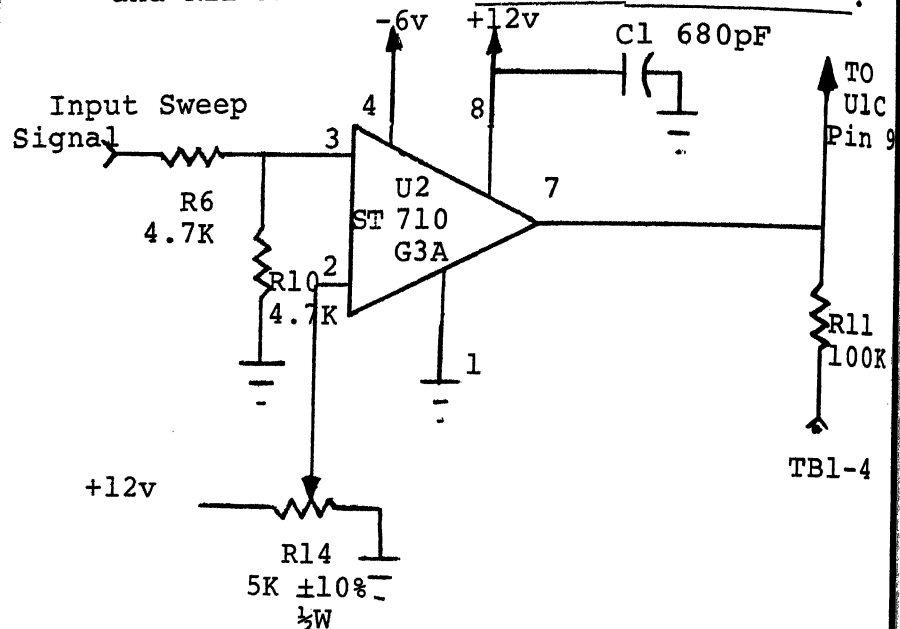 -6v
+12v
C1 680pF
TO
U1C
Pin 9
Input Sweep
Signal
4
8
3
7
R6
4.7K
U2
ST 710
G3A
R10
4.7K
2
1
R11
100K
TB1-4
+12v
R14
5K ±10%
½W